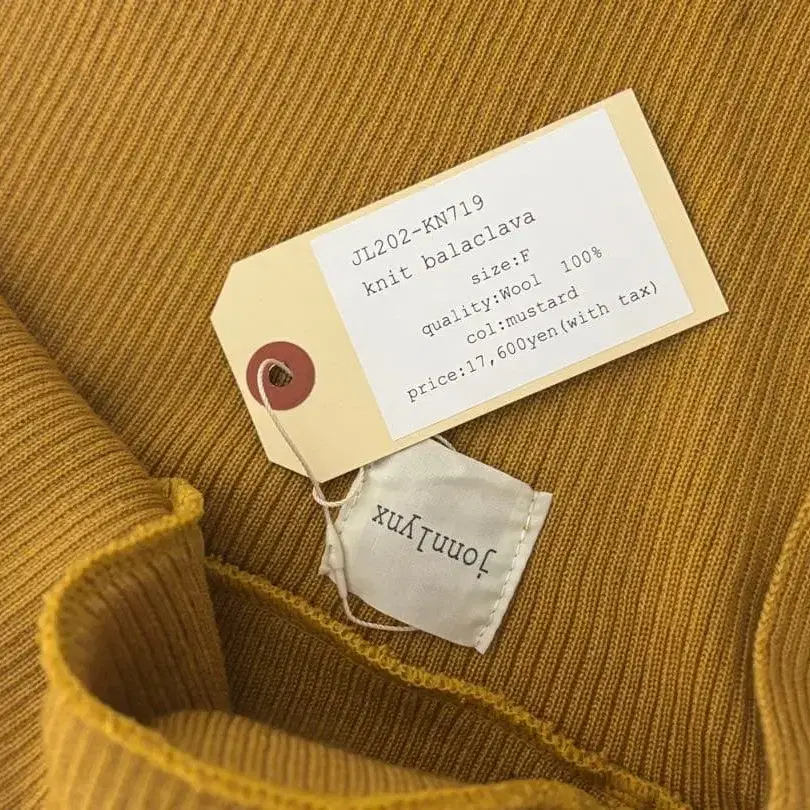 JL202-KN719
knit balaclava
size:F
quality:Wool 100%
col:mustard
price:17,600yen(with tax)
jonnlynx